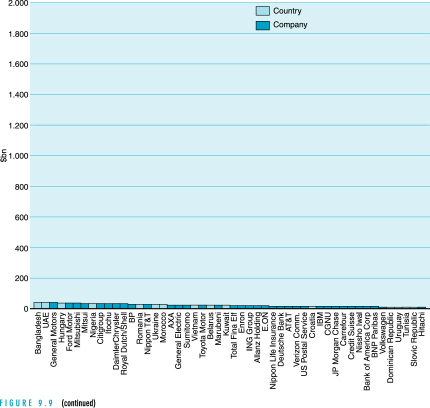 2.000
Country
Company
1.800
1.600
1.400
1.200
$bn
1.000
800
600
400
200
0
Bangladesh
UAE
General Motors
Hungary
Ford Motor
Mitsubishi
Mitsui
Nigeria
Citigroup
Itochu
DaimlerChrysler
Royal Dutch/Shell
BP
Romania
Nippon T&T
Ukraine
Morocco
AXA
General Electric
Sumitomo
Vietnam
Toyota Motor
Belarus
Marubeni
Kuwait
Total Fina Elf
Enron
ING Group
Allianz Holding
E.ON
Nippon Life Insurance
Deutsche Bank
AT&T
Verizon Comm.
US Postal Service
Croatia
IBM
CGNU
JP Morgan Chase
Carrefour
Credit Suisse
Nissho Iwai
Bank of America Corp
BNP Paribas
Volkswagen
Dominican Republic
Uruguay
Tunisia
Slovic Republic
Hitachi
FIGURE 9.9 (continued)